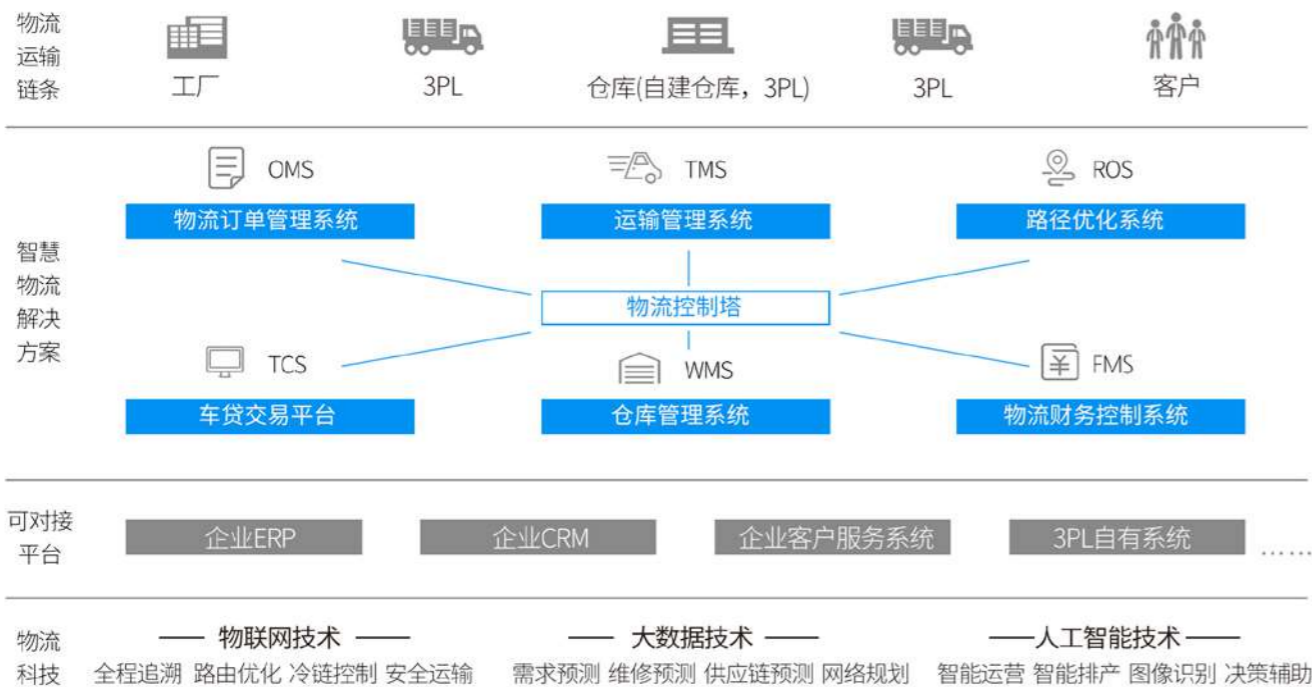 物流
运输
链条
工厂
3PL
仓库(自建仓库，3PL)
3PL
客户
智慧
物流
解决
方案
OMS
TMS
ROS
物流订单管理系统
运输管理系统
路径优化系统
物流控制塔
TCS
WMS
FMS
车贷交易平台
仓库管理系统
物流财务控制系统
可对接
平台
企业ERP
企业CRM
企业客户服务系统
3PL自有系统
……
物流
科技
物联网技术
大数据技术
人工智能技术
全程追溯 路由优化 冷链控制 安全运输
需求预测 维修预测 供应链预测 网络规划
智能运营 智能排产 图像识别 决策辅助